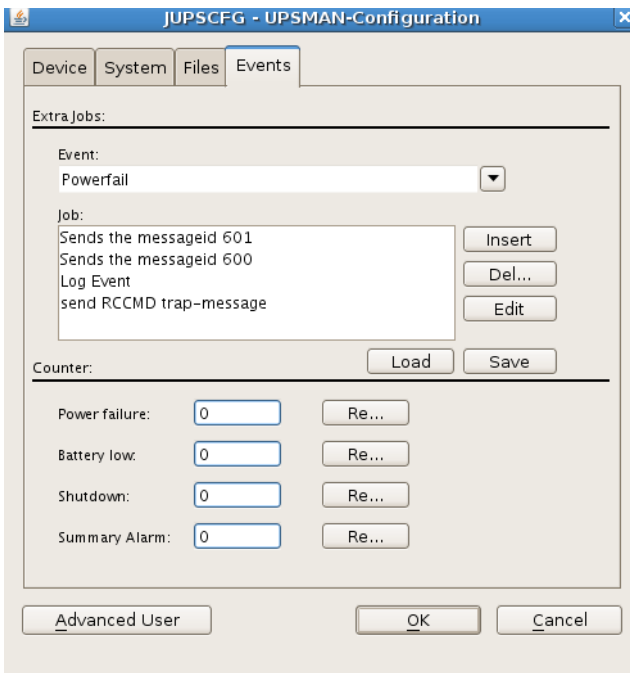 JUPSCFG - UPSMAN-Configuration
Device System Files Events
Extra Jobs:
Event:
Powerfail
Job:
Sends the messageid 601
Sends the messageid 600
Log Event
send RCCMD trap-message
Insert
Del...
Edit
Load Save
Counter:
Power failure: 0 Re...
Battery low: 0 Re...
Shutdown: 0 Re...
Summary Alarm: 0 Re...
Advanced User OK Cancel